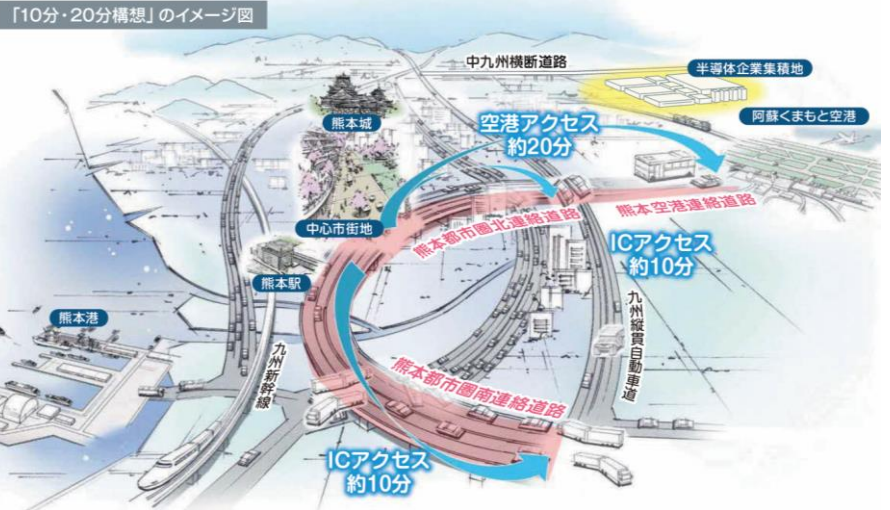 「10分・20分構想」のイメージ図
中九州横断道路
半導体企業集積地
阿蘇くまもと空港
熊本城
空港アクセス
約20分
中心市街地
熊本都市圏北連絡道路
熊本空港連絡道路
ICアクセス
約10分
熊本駅
熊本港
九州新幹線
九州縦貫自動車道
熊本都市圏南連絡道路
ICアクセス
約10分